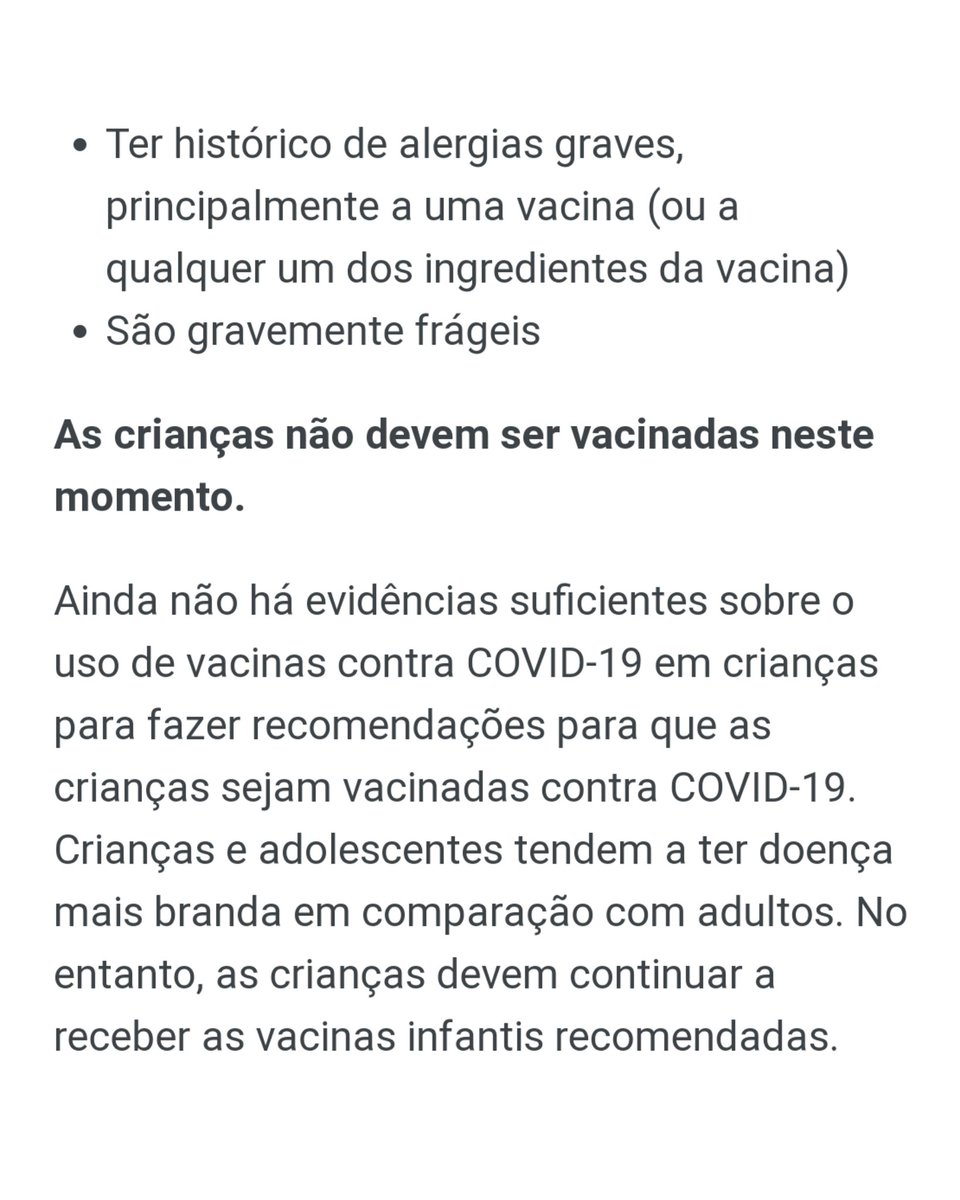 • Ter histórico de alergias graves,
principalmente a uma vacina (ou a
qualquer um dos ingredientes da vacina)
• São gravemente frágeis
As crianças não devem ser vacinadas neste
momento.
Ainda não há evidências suficientes sobre o
uso de vacinas contra COVID-19 em crianças
para fazer recomendações para que as
crianças sejam vacinadas contra COVID-19.
Crianças e adolescentes tendem a ter doença
mais branda em comparação com adultos. No
entanto, as crianças devem continuar a
receber as vacinas infantis recomendadas.